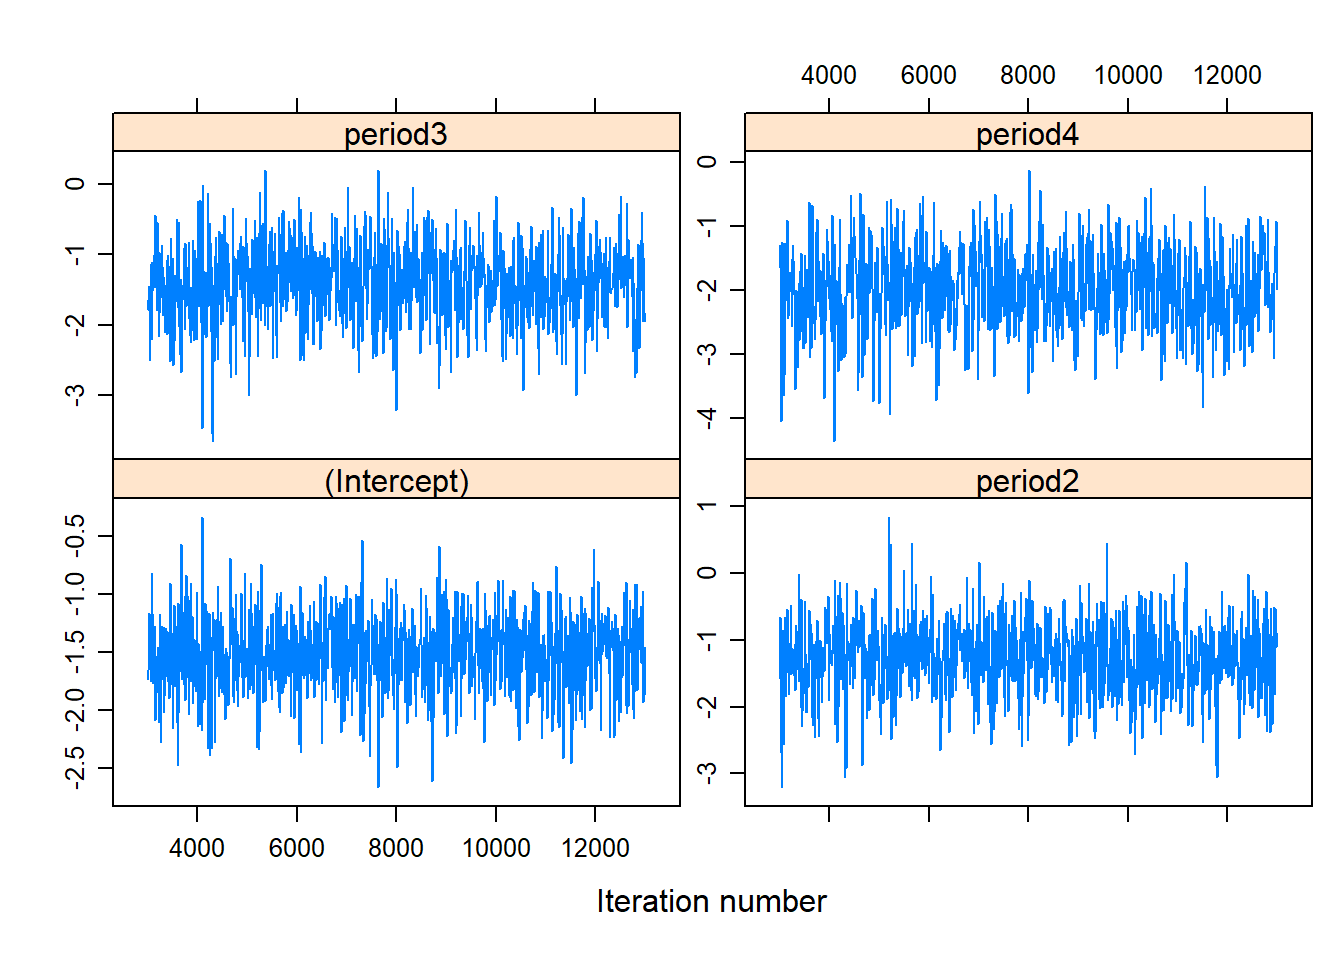 4000 6000 8000 10000 12000
period3 period4
0 -1 -2 -3
0 -1 -2 -3 -4
(Intercept) period2
-0.5 -1.0 -1.5 -2.0 -2.5
1 0 -1 -2 -3
4000 6000 8000 10000 12000
Iteration number